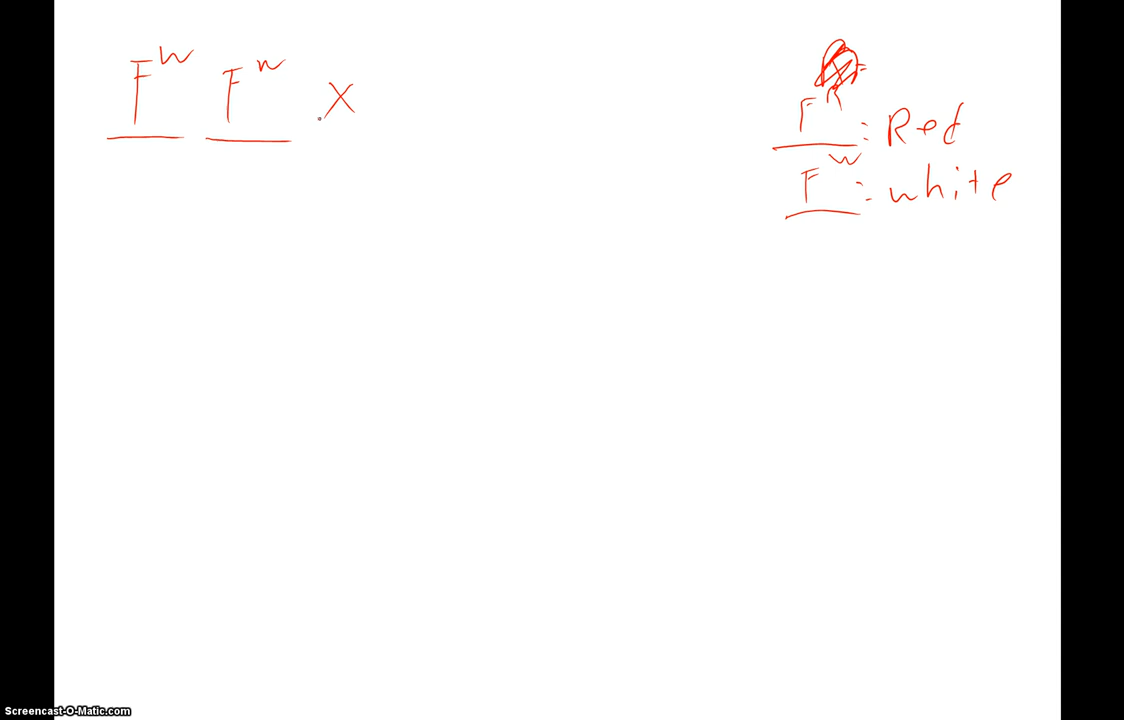 F^W F^W X
F^R : Red
F^W : white
Screencast-O-Matic.com